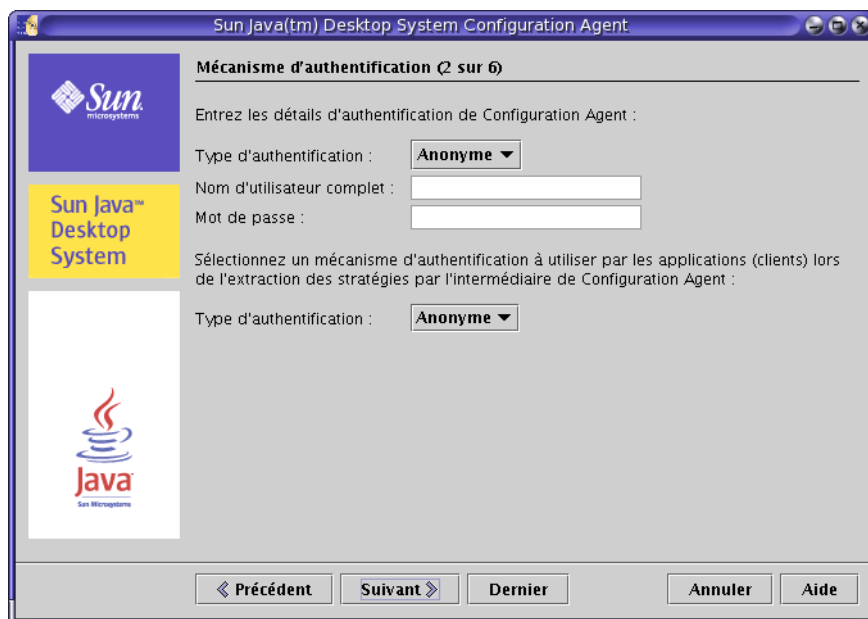 Sun Java(tm) Desktop System Configuration Agent
Sun
microsystems
Sun Java™
Desktop
System
Java
Sun Microsystems
Mécanisme d'authentification (2 sur 6)
Entrez les détails d'authentification de Configuration Agent :
Type d'authentification : Anonyme
Nom d'utilisateur complet :
Mot de passe :
Sélectionnez un mécanisme d'authentification à utiliser par les applications (clients) lors
de l'extraction des stratégies par l'intermédiaire de Configuration Agent :
Type d'authentification : Anonyme
Précédent Suivant Dernier Annuler Aide